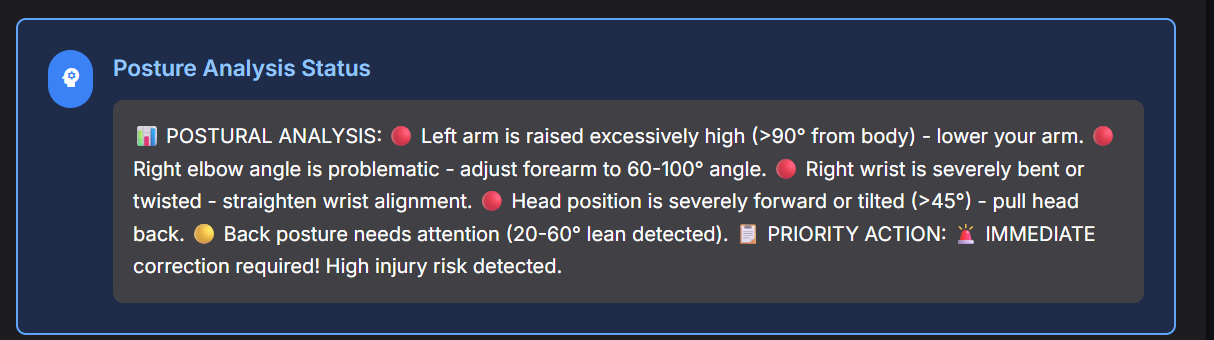 Posture Analysis Status
📊 POSTURAL ANALYSIS: 🔴 Left arm is raised excessively high (>90° from body) - lower your arm. 🔴
Right elbow angle is problematic - adjust forearm to 60-100° angle. 🔴 Right wrist is severely bent or
twisted - straighten wrist alignment. 🔴 Head position is severely forward or tilted (>45°) - pull head
back. 🟡 Back posture needs attention (20-60° lean detected). 📋 PRIORITY ACTION: 🚨 IMMEDIATE
correction required! High injury risk detected.